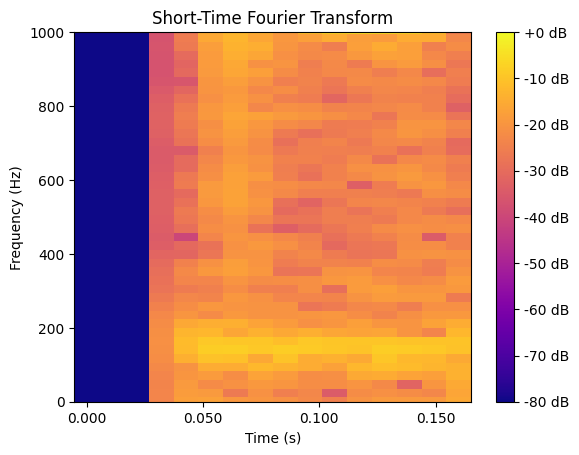 Short-Time Fourier Transform
1000
800
600
400
200
0
Frequency (Hz)
0.000
0.050
0.100
0.150
Time (s)
+0 dB
-10 dB
-20 dB
-30 dB
-40 dB
-50 dB
-60 dB
-70 dB
-80 dB